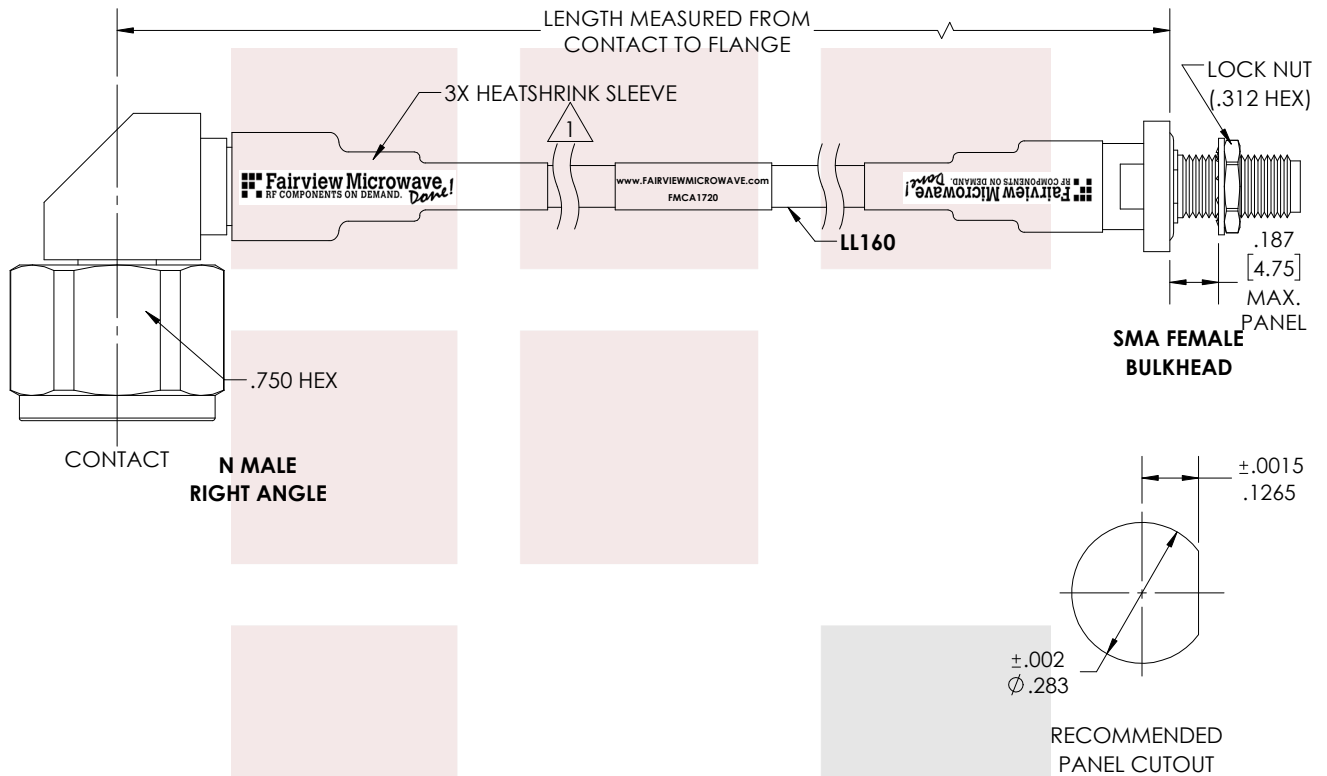 LENGTH MEASURED FROM
CONTACT TO FLANGE
LOCK NUT
(.312 HEX)
3X HEATSHRINK SLEEVE
1
Fairview Microwave
RF COMPONENTS ON DEMAND.
Done!
www.FAIRVIEWMICROWAVE.com
FMCA1720
Fairview Microwave
RF COMPONENTS ON DEMAND.
Done!
LL160
.187
[4.75]
MAX.
PANEL
SMA FEMALE
BULKHEAD
.750 HEX
CONTACT
N MALE
RIGHT ANGLE
±.0015
.1265
±.002
Ø.283
RECOMMENDED
PANEL CUTOUT